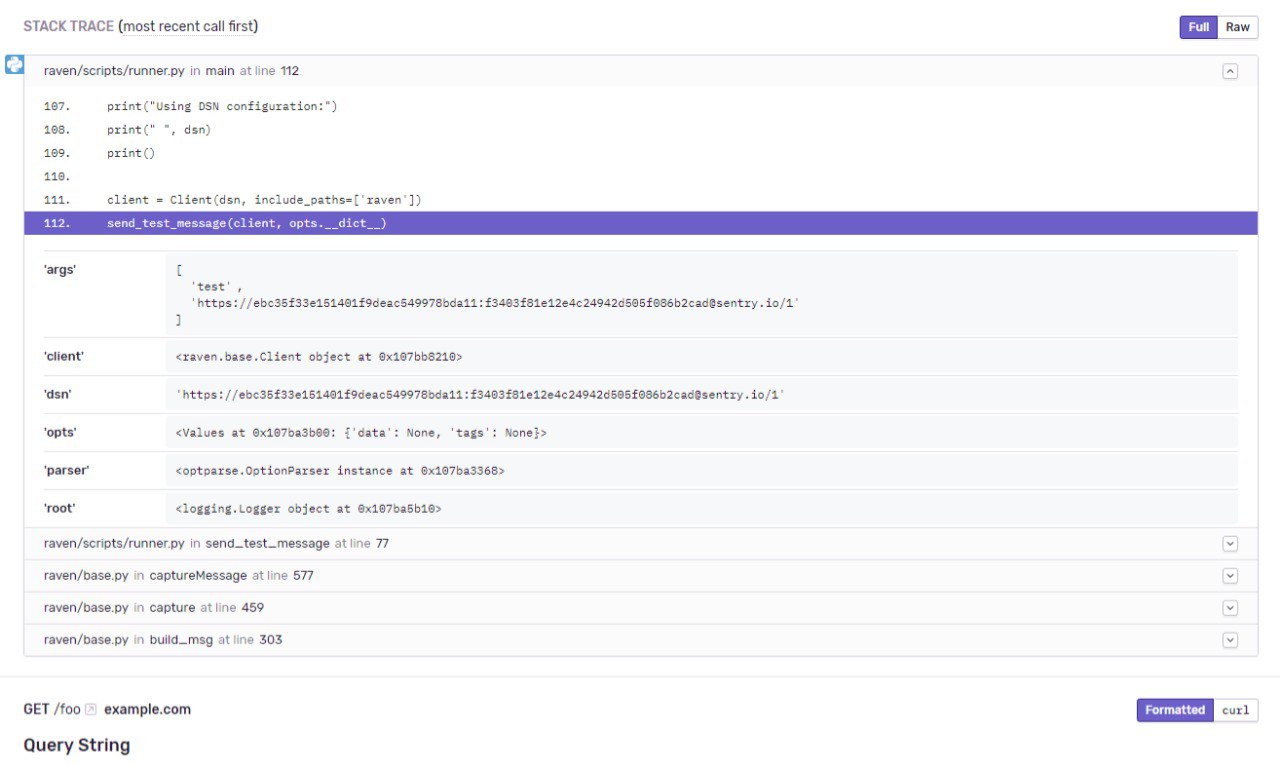 STACK TRACE (most recent call first)
Full Raw
raven/scripts/runner.py in main at line 112
107. print("Using DSN configuration:")
108. print(" ", dsn)
109. print()
110.
111. client = Client(dsn, include_paths=['raven'])
112. send_test_message(client, opts.__dict__)
'args' [
'test' ,
'https://ebc35f33e151401f9deac549978bda11:f3403f81e12e4c24942d505f086b2cad@sentry.io/1'
]
'client' <raven.base.Client object at 0x107bb8210>
'dsn' 'https://ebc35f33e151401f9deac549978bda11:f3403f81e12e4c24942d505f086b2cad@sentry.io/1'
'opts' <Values at 0x107ba3b00: {'data': None, 'tags': None}>
'parser' <optparse.OptionParser instance at 0x107ba3368>
'root' <logging.Logger object at 0x107ba5b10>
raven/scripts/runner.py in send_test_message at line 77
raven/base.py in captureMessage at line 577
raven/base.py in capture at line 459
raven/base.py in build_msg at line 303
GET /foo example.com
Formatted curl
Query String